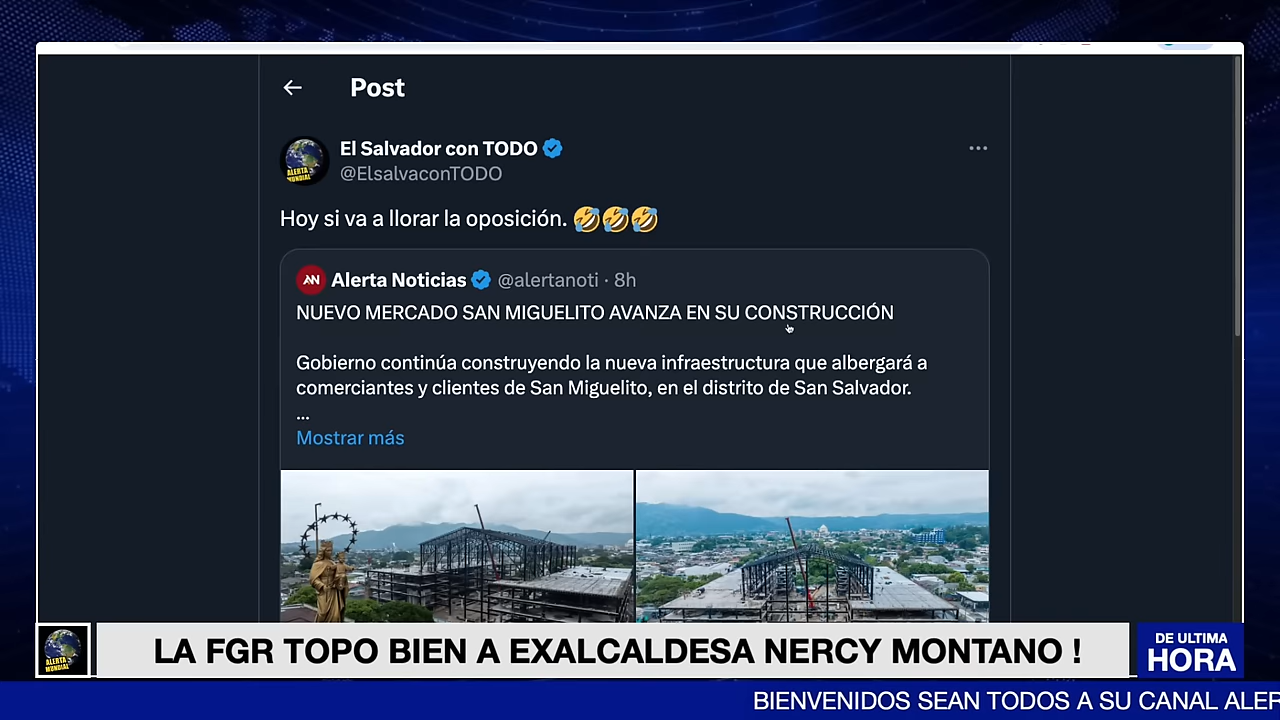 Post
El Salvador con TODO
@ElsalvaconTODO
Hoy si va a llorar la oposición. 🤣🤣🤣
AN Alerta Noticias @alertanoti · 8h
NUEVO MERCADO SAN MIGUELITO AVANZA EN SU CONSTRUCCIÓN
Gobierno continúa construyendo la nueva infraestructura que albergará a
comerciantes y clientes de San Miguelito, en el distrito de San Salvador.
...
Mostrar más
ALERTA MUNDIAL
LA FGR TOPO BIEN A EXALCALDESA NERCY MONTANO !
DE ULTIMA
HORA
BIENVENIDOS SEAN TODOS A SU CANAL ALER